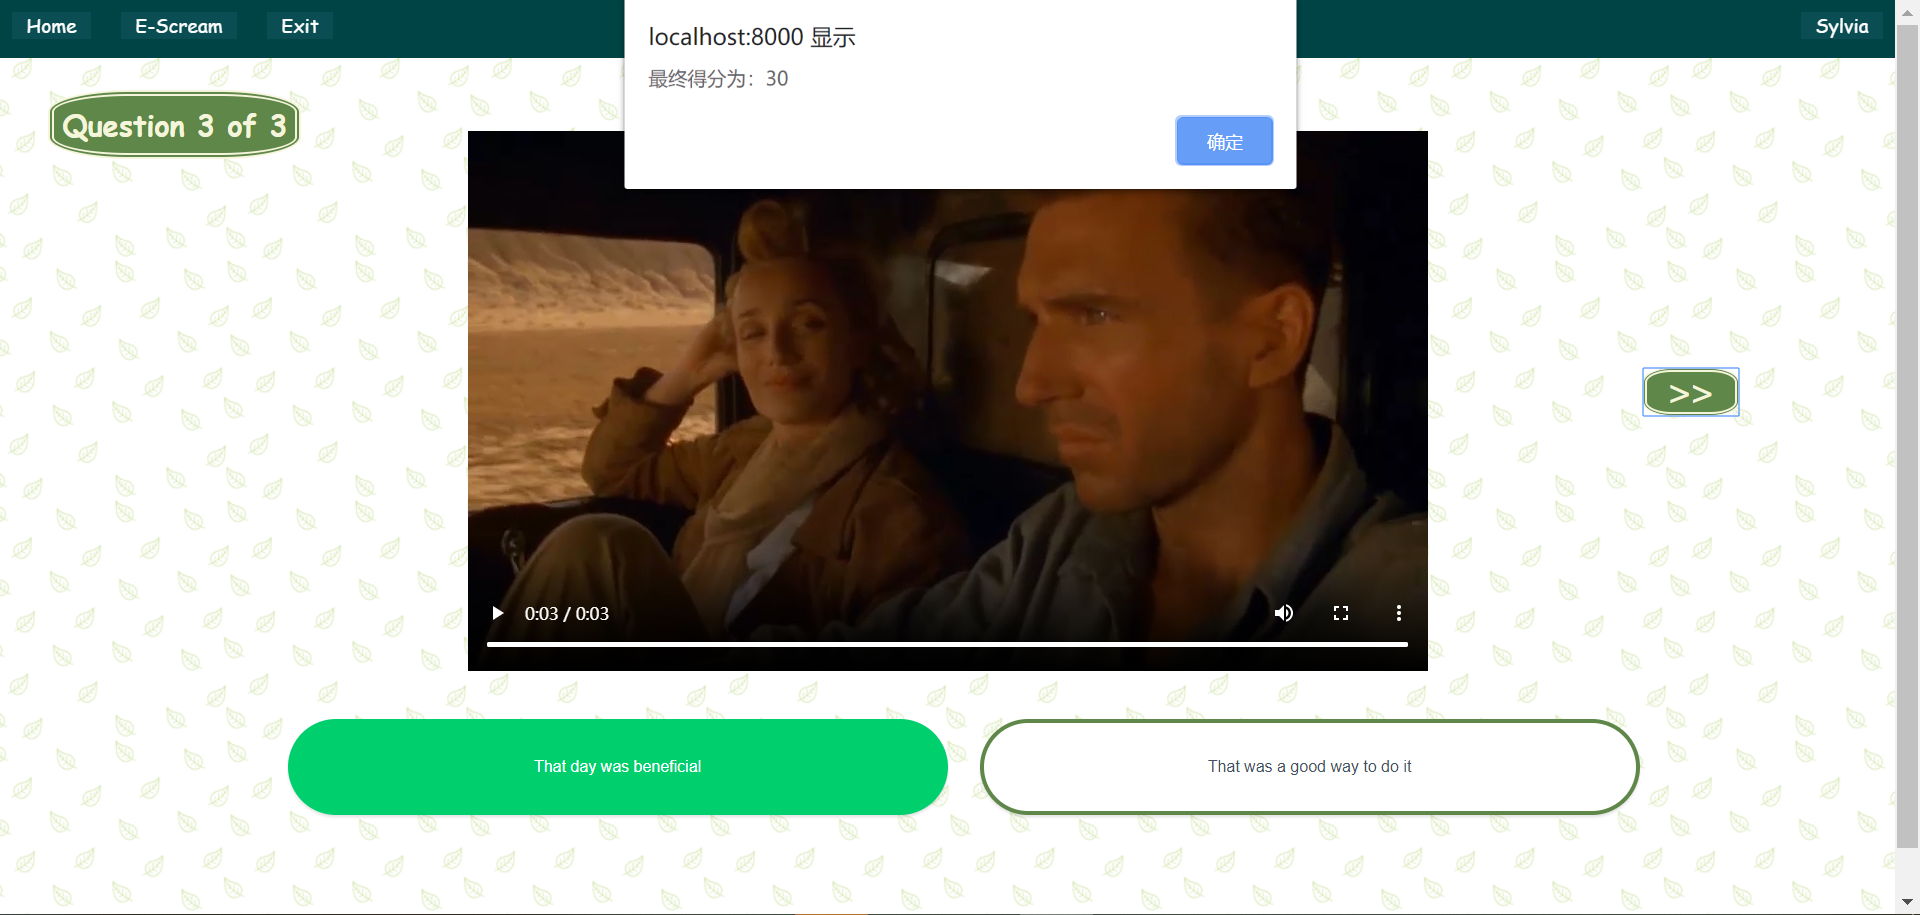 Home
E-Scream
Exit
Sylvia
localhost:8000 显示
最终得分为：30
确定
Question 3 of 3
>>
0:03 / 0:03
That day was beneficial
That was a good way to do it